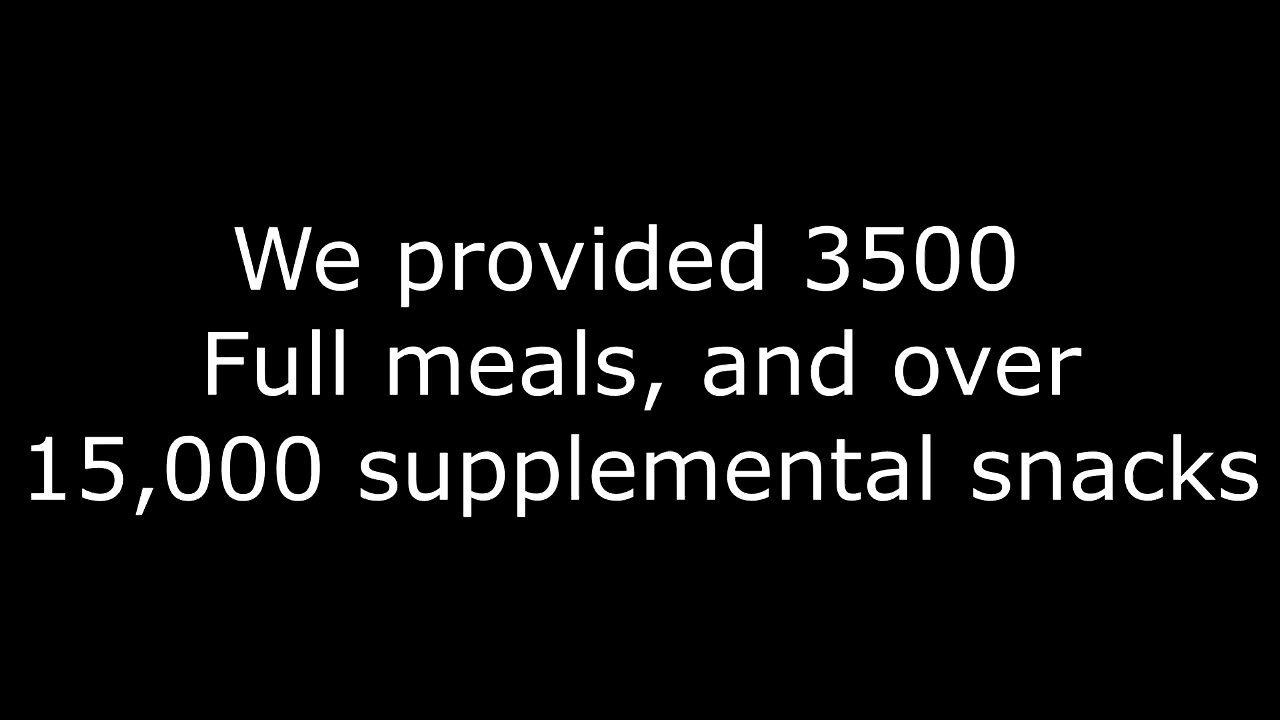 We provided 3500
Full meals, and over
15,000 supplemental snacks